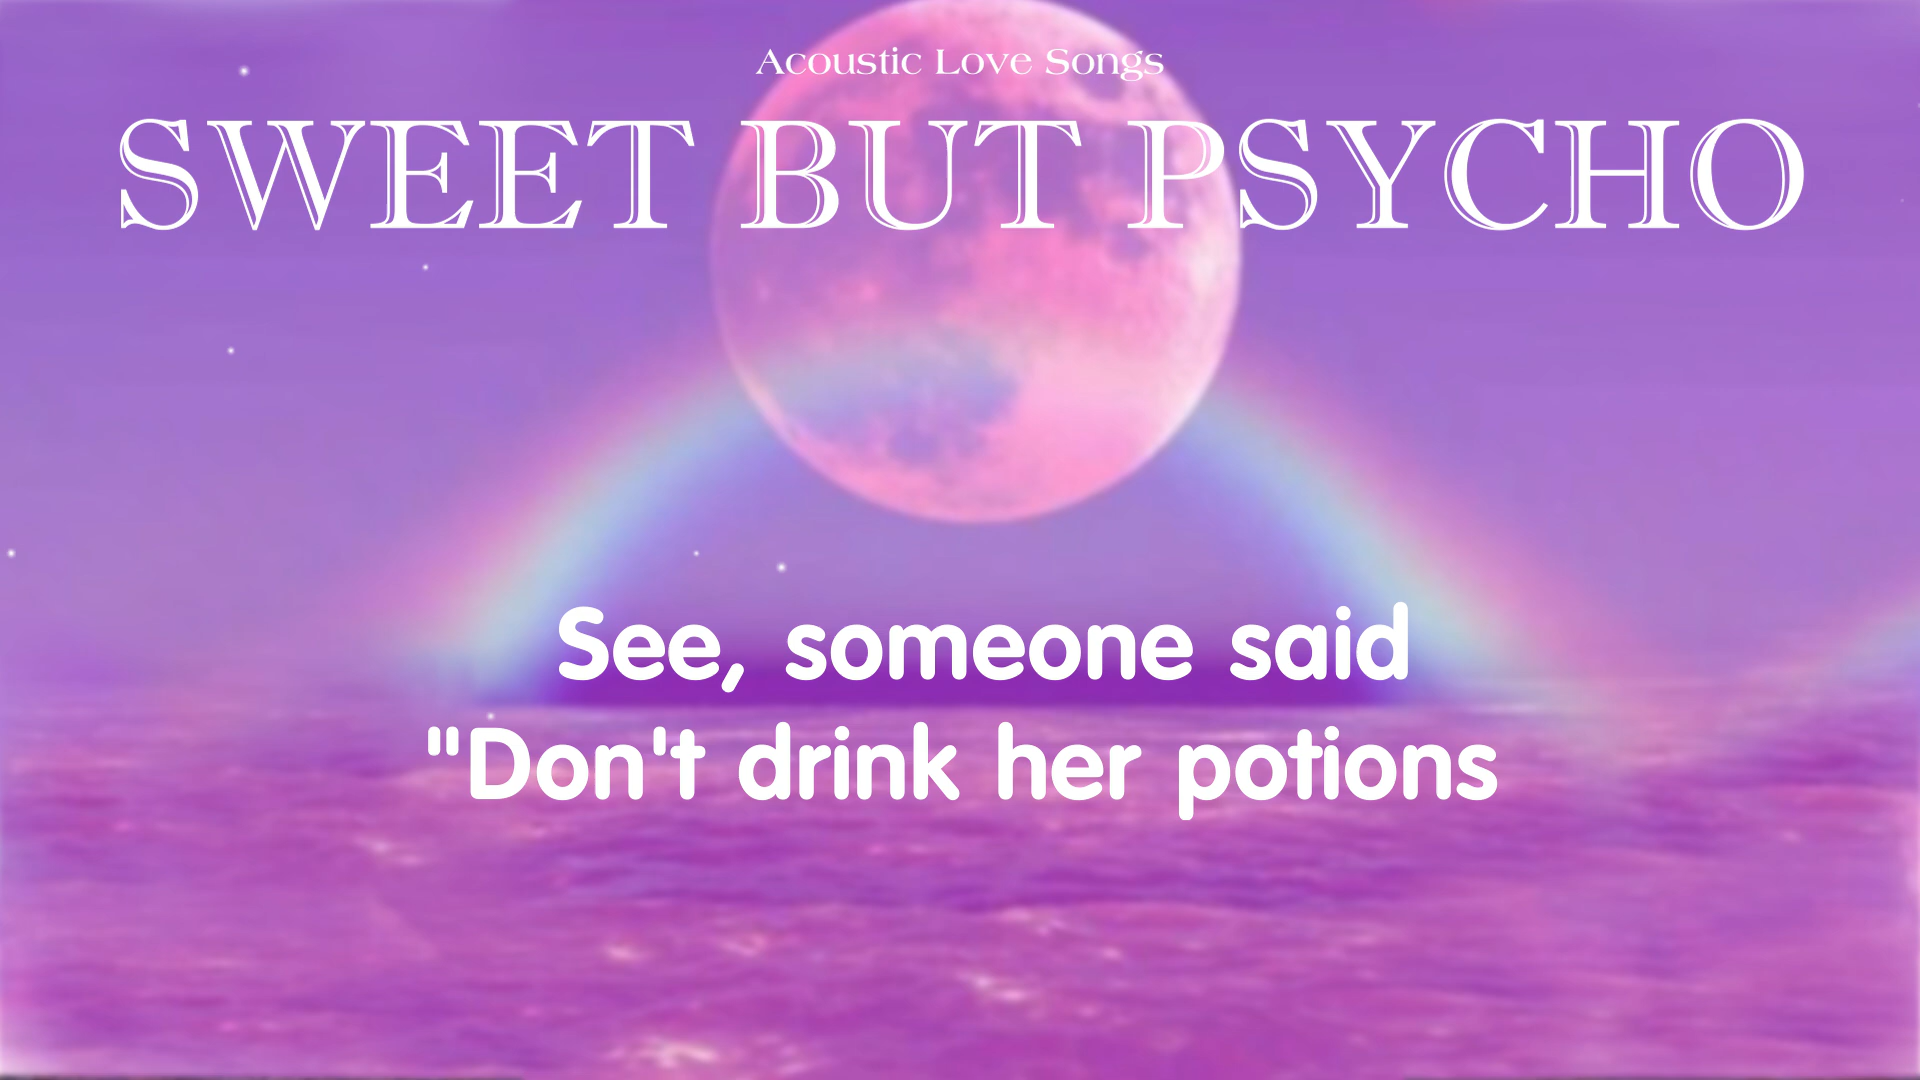 Acoustic Love Songs
SWEET BUT PSYCHO
See, someone said
"Don't drink her potions